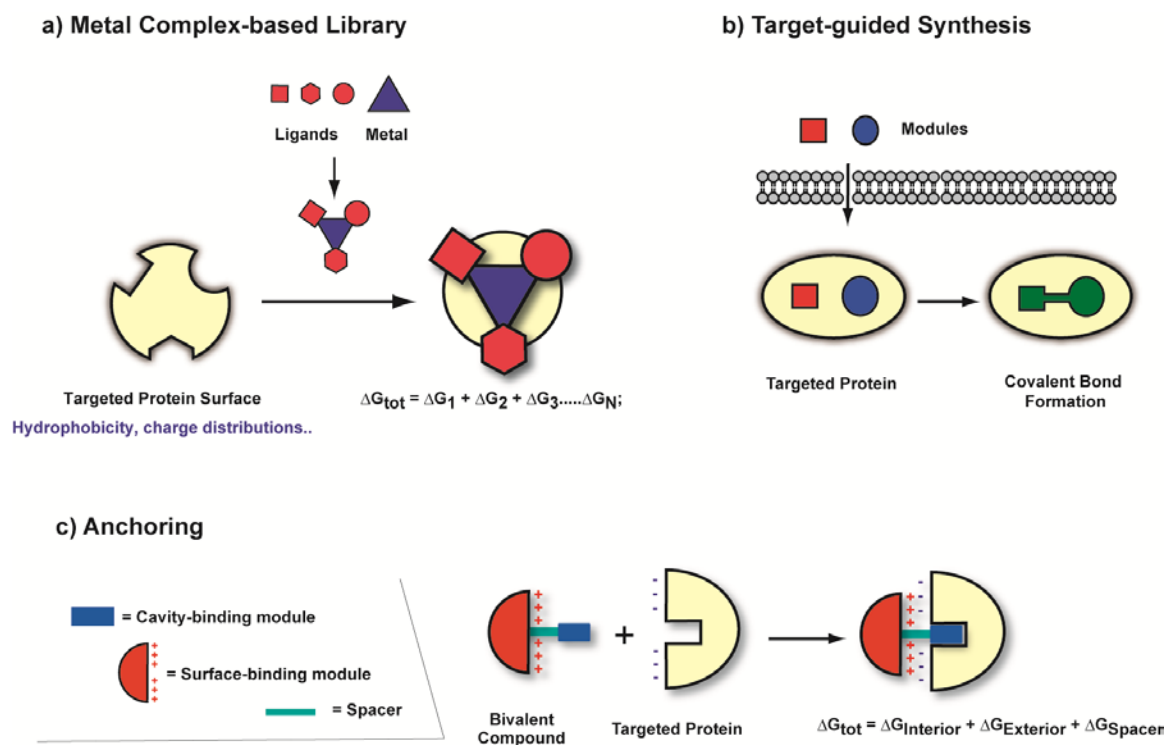 a) Metal Complex-based Library
Ligands Metal
Targeted Protein Surface
Hydrophobicity, charge distributions..
ΔGtot = ΔG1 + ΔG2 + ΔG3.....ΔGN;
b) Target-guided Synthesis
Modules
Targeted Protein
Covalent Bond
Formation
c) Anchoring
= Cavity-binding module
+
+
+
= Surface-binding module
+
+
+
= Spacer
+
+
+
+
+
+
Bivalent
Compound
+
-
-
-
-
-
-
Targeted Protein
+
+
+
+
+
+
-
-
-
-
-
-
ΔGtot = ΔGInterior + ΔGExterior + ΔGSpacer